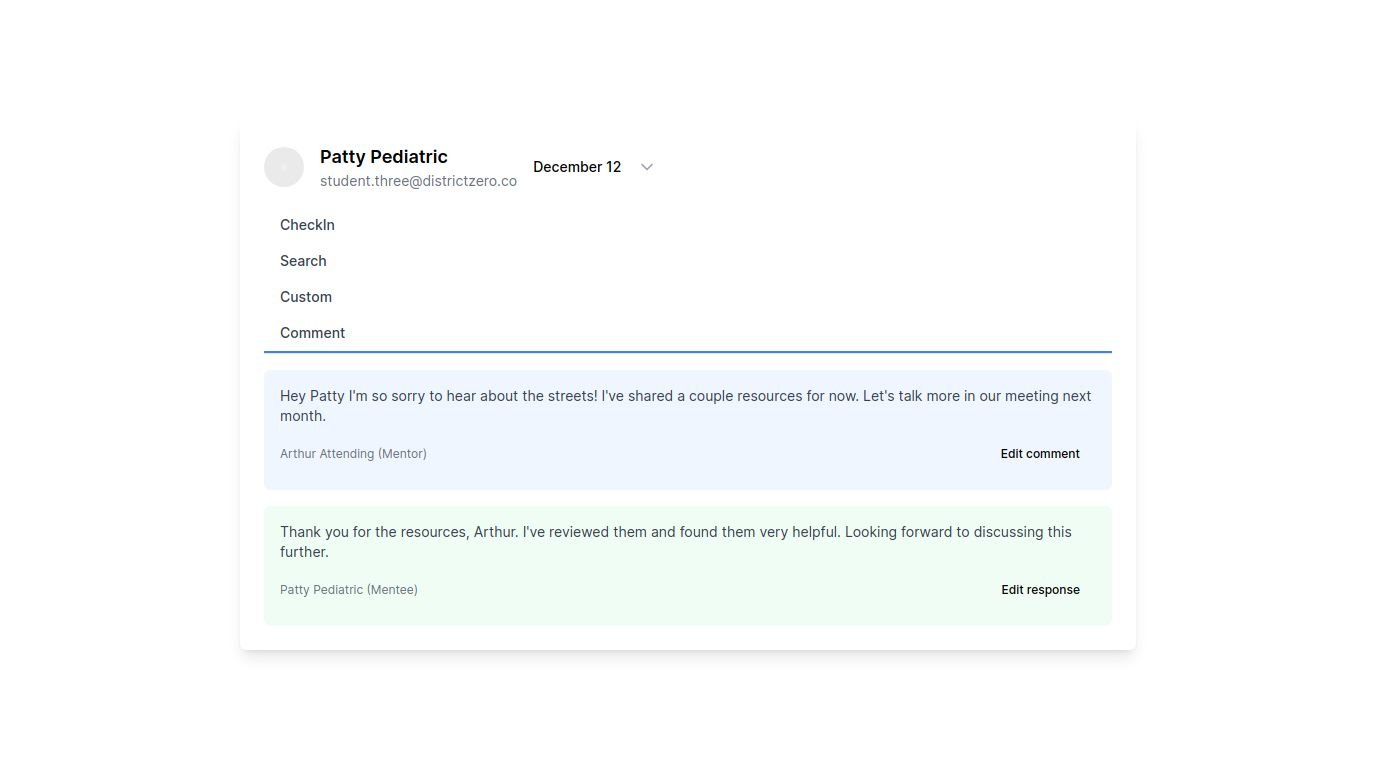 Patty Pediatric
student.three@districtzero.co
December 12
CheckIn
Search
Custom
Comment
Hey Patty I'm so sorry to hear about the streets! I've shared a couple resources for now. Let's talk more in our meeting next
month.
Arthur Attending (Mentor)
Edit comment
Thank you for the resources, Arthur. I've reviewed them and found them very helpful. Looking forward to discussing this
further.
Patty Pediatric (Mentee)
Edit response